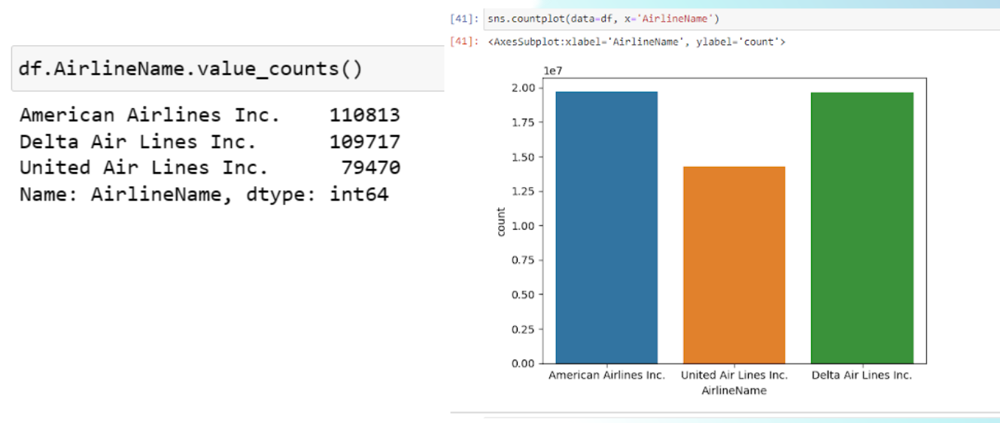 df.AirlineName.value_counts()
American Airlines Inc. 110813
Delta Air Lines Inc. 109717
United Air Lines Inc. 79470
Name: AirlineName, dtype: int64
[41]: sns.countplot(data=df, x='AirlineName')
[41]: <AxesSubplot:xlabel='AirlineName', ylabel='count'>
1e7
2.00
1.75
1.50
1.25
1.00
0.75
0.50
0.25
0.00
count
American Airlines Inc. United Air Lines Inc. Delta Air Lines Inc.
AirlineName